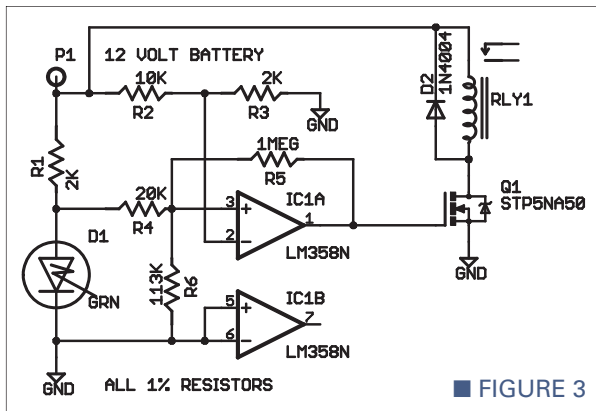 P1
12 VOLT BATTERY
10K
R2
2K
R3
GND
D2
1N4004
RLY1
R1
2K
1MEG
R5
20K
R4
3
+
2
-
1
IC1A
LM358N
Q1
STP5NA50
GND
D1
GRN
113K
R6
5
+
6
-
7
IC1B
LM358N
GND
ALL 1% RESISTORS
■ FIGURE 3